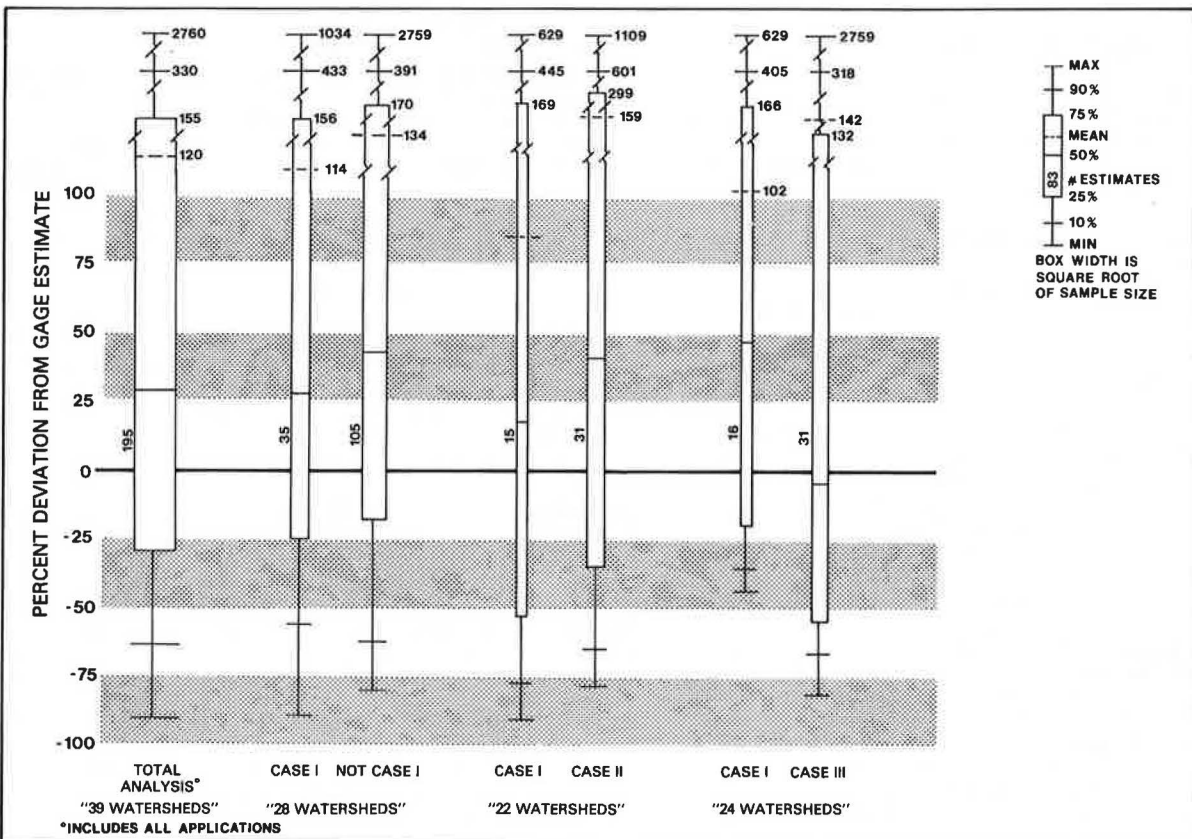 2760
1034
2759
629
1109
629
2759
330
433
391
445
601
405
318
155
156
170
169
299
166
142
120
114
134
159
102
132
MAX
90%
75%
MEAN
50%
83 # ESTIMATES
25%
10%
MIN
BOX WIDTH IS
SQUARE ROOT
OF SAMPLE SIZE
PERCENT DEVIATION FROM GAGE ESTIMATE
100
75
50
25
0
-25
-50
-75
-100
195
35
105
15
31
16
31
TOTAL ANALYSIS°
CASE I
NOT CASE I
CASE I
CASE II
CASE I
CASE III
"39 WATERSHEDS"
"28 WATERSHEDS"
"22 WATERSHEDS"
"24 WATERSHEDS"
°INCLUDES ALL APPLICATIONS